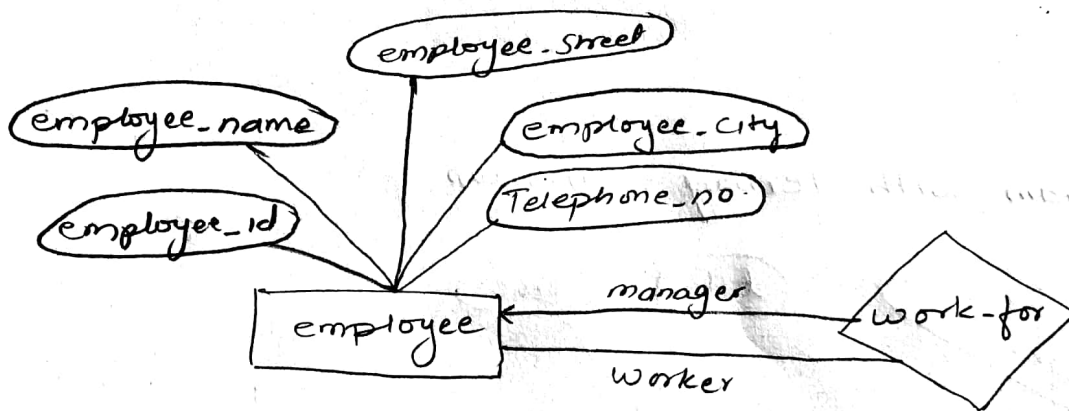 employee_street
employee_name
employee_city
Telephone_no.
employee_id
manager
employee
work-for
worker